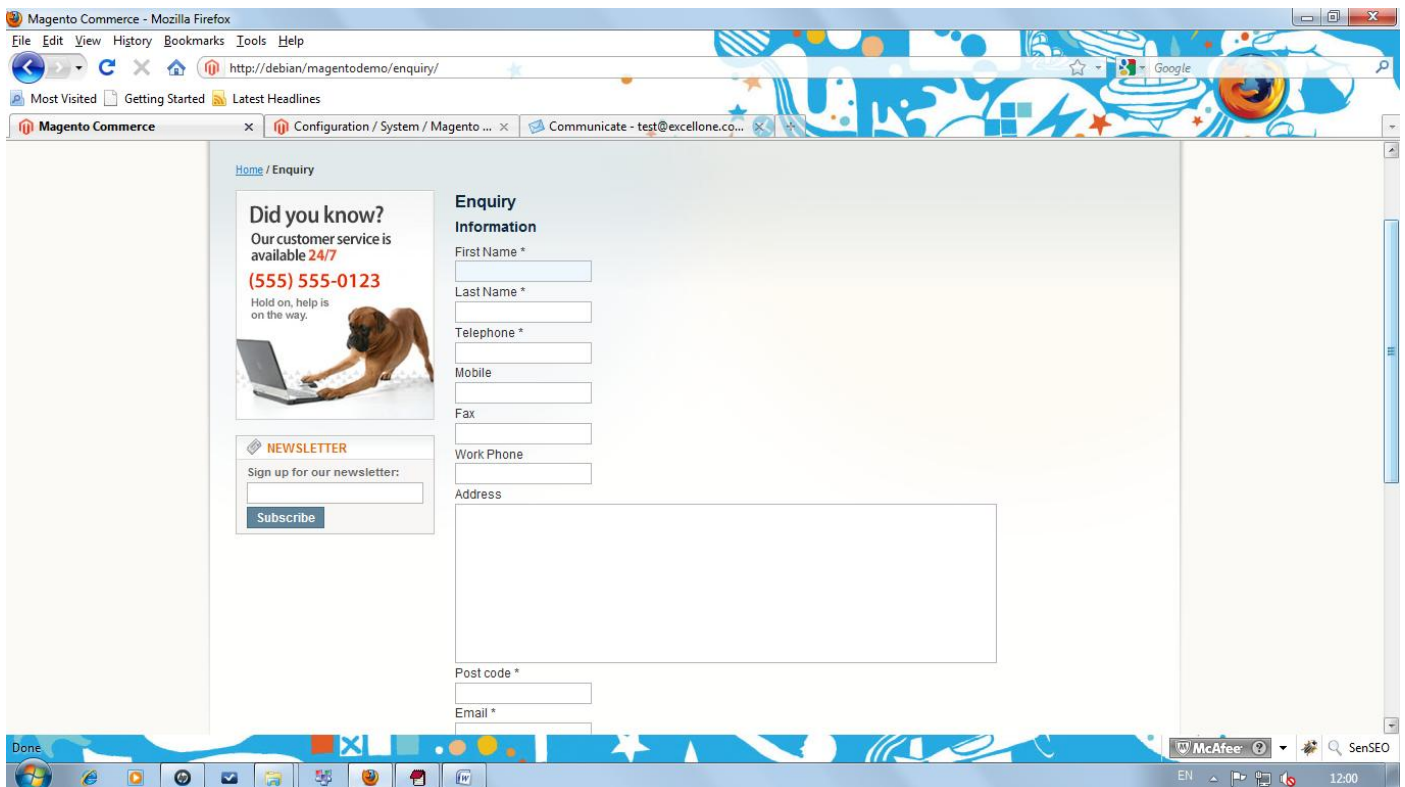 Magento Commerce - Mozilla Firefox
File Edit View History Bookmarks Tools Help
http://debian/magentodemo/enquiry/
Google
Most Visited Getting Started Latest Headlines
Magento Commerce
Configuration / System / Magento ...
Communicate - test@excellone.co...
Home / Enquiry
Did you know?
Our customer service is
available 24/7
(555) 555-0123
Hold on, help is
on the way.
NEWSLETTER
Sign up for our newsletter:
Subscribe
Enquiry
Information
First Name *
Last Name *
Telephone *
Mobile
Fax
Work Phone
Address
Post code *
Email *
Done
McAfee
SenSEO
EN
12:00